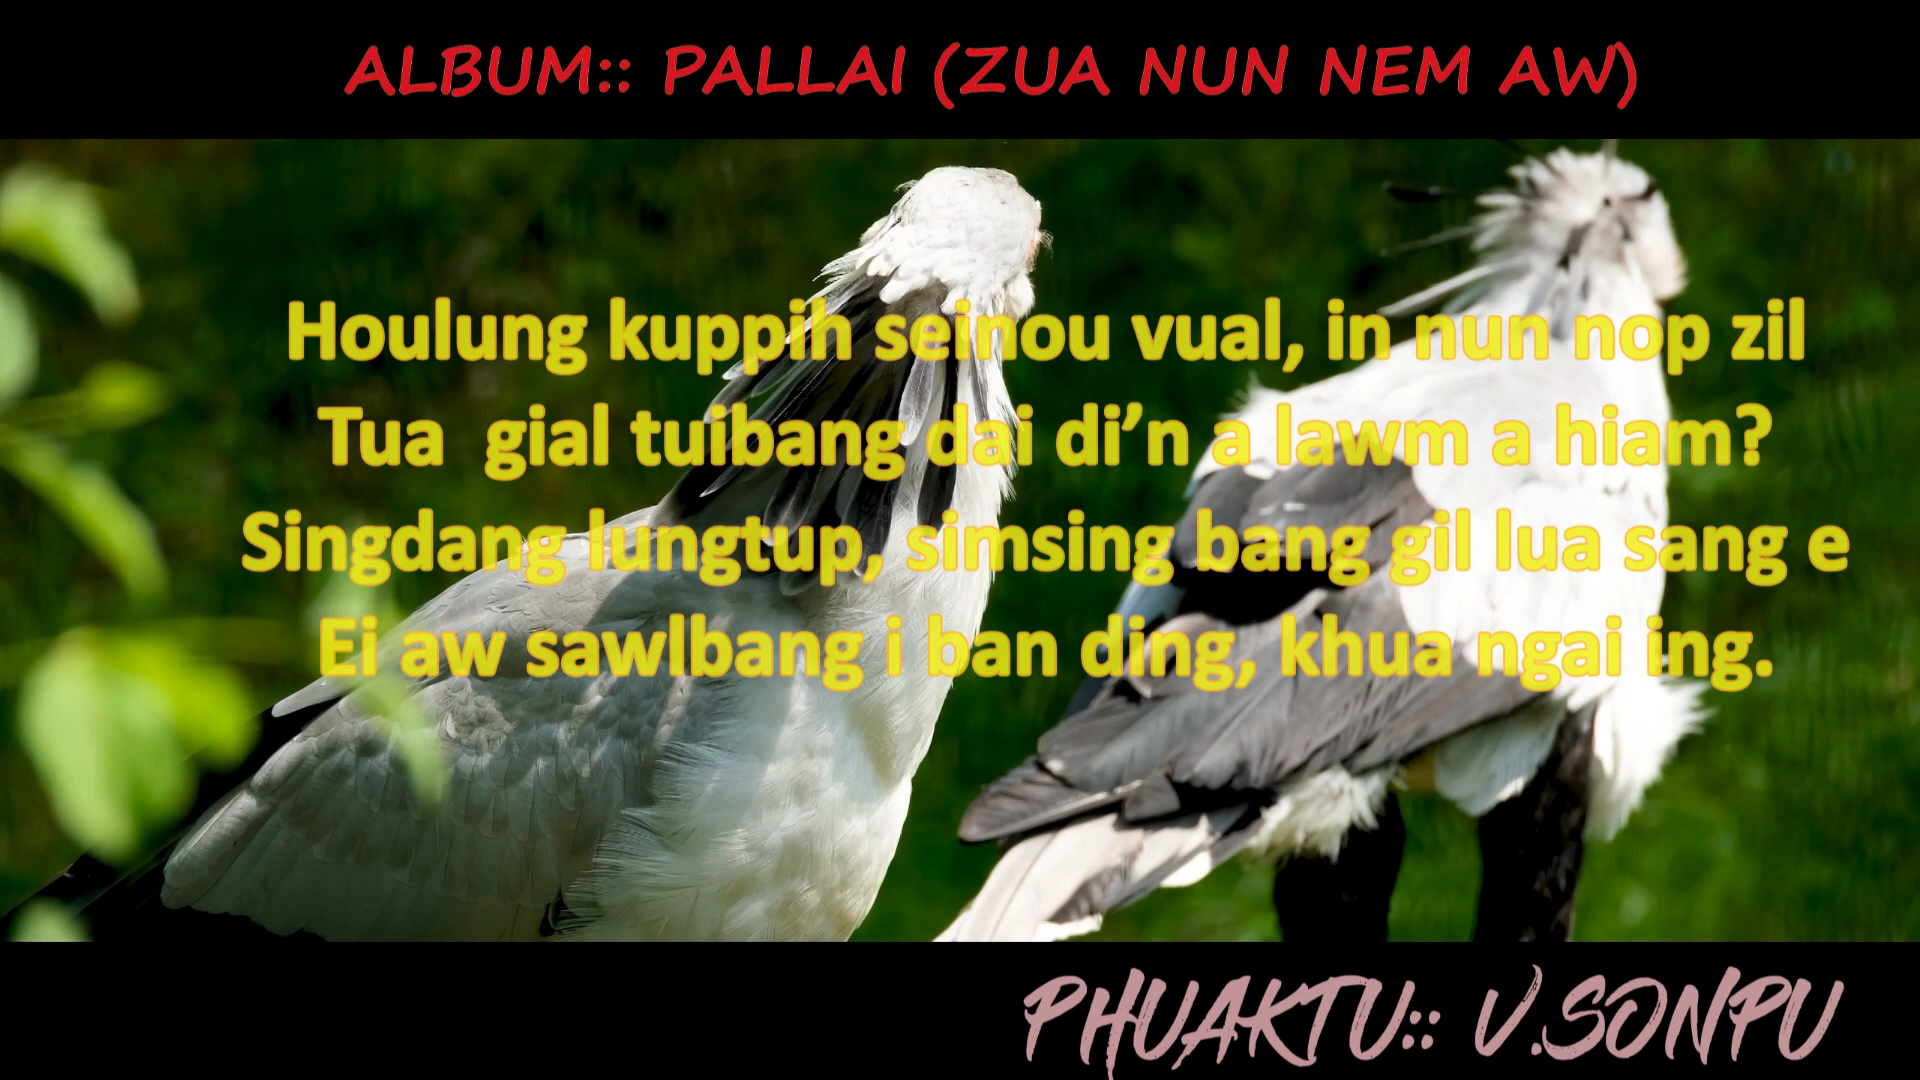 ALBUM:: PALLAI (ZUA NUN NEM AW)
Houlung kuppih seinou vual, in nun nop zil
Tua  gial tuibang dai di’n a lawm a hiam?
Singdang lungtup, simsing bang gil lua sang e
Ei aw sawlbang i ban ding, khua ngai ing.
PHUAKTU:: V.SONPU